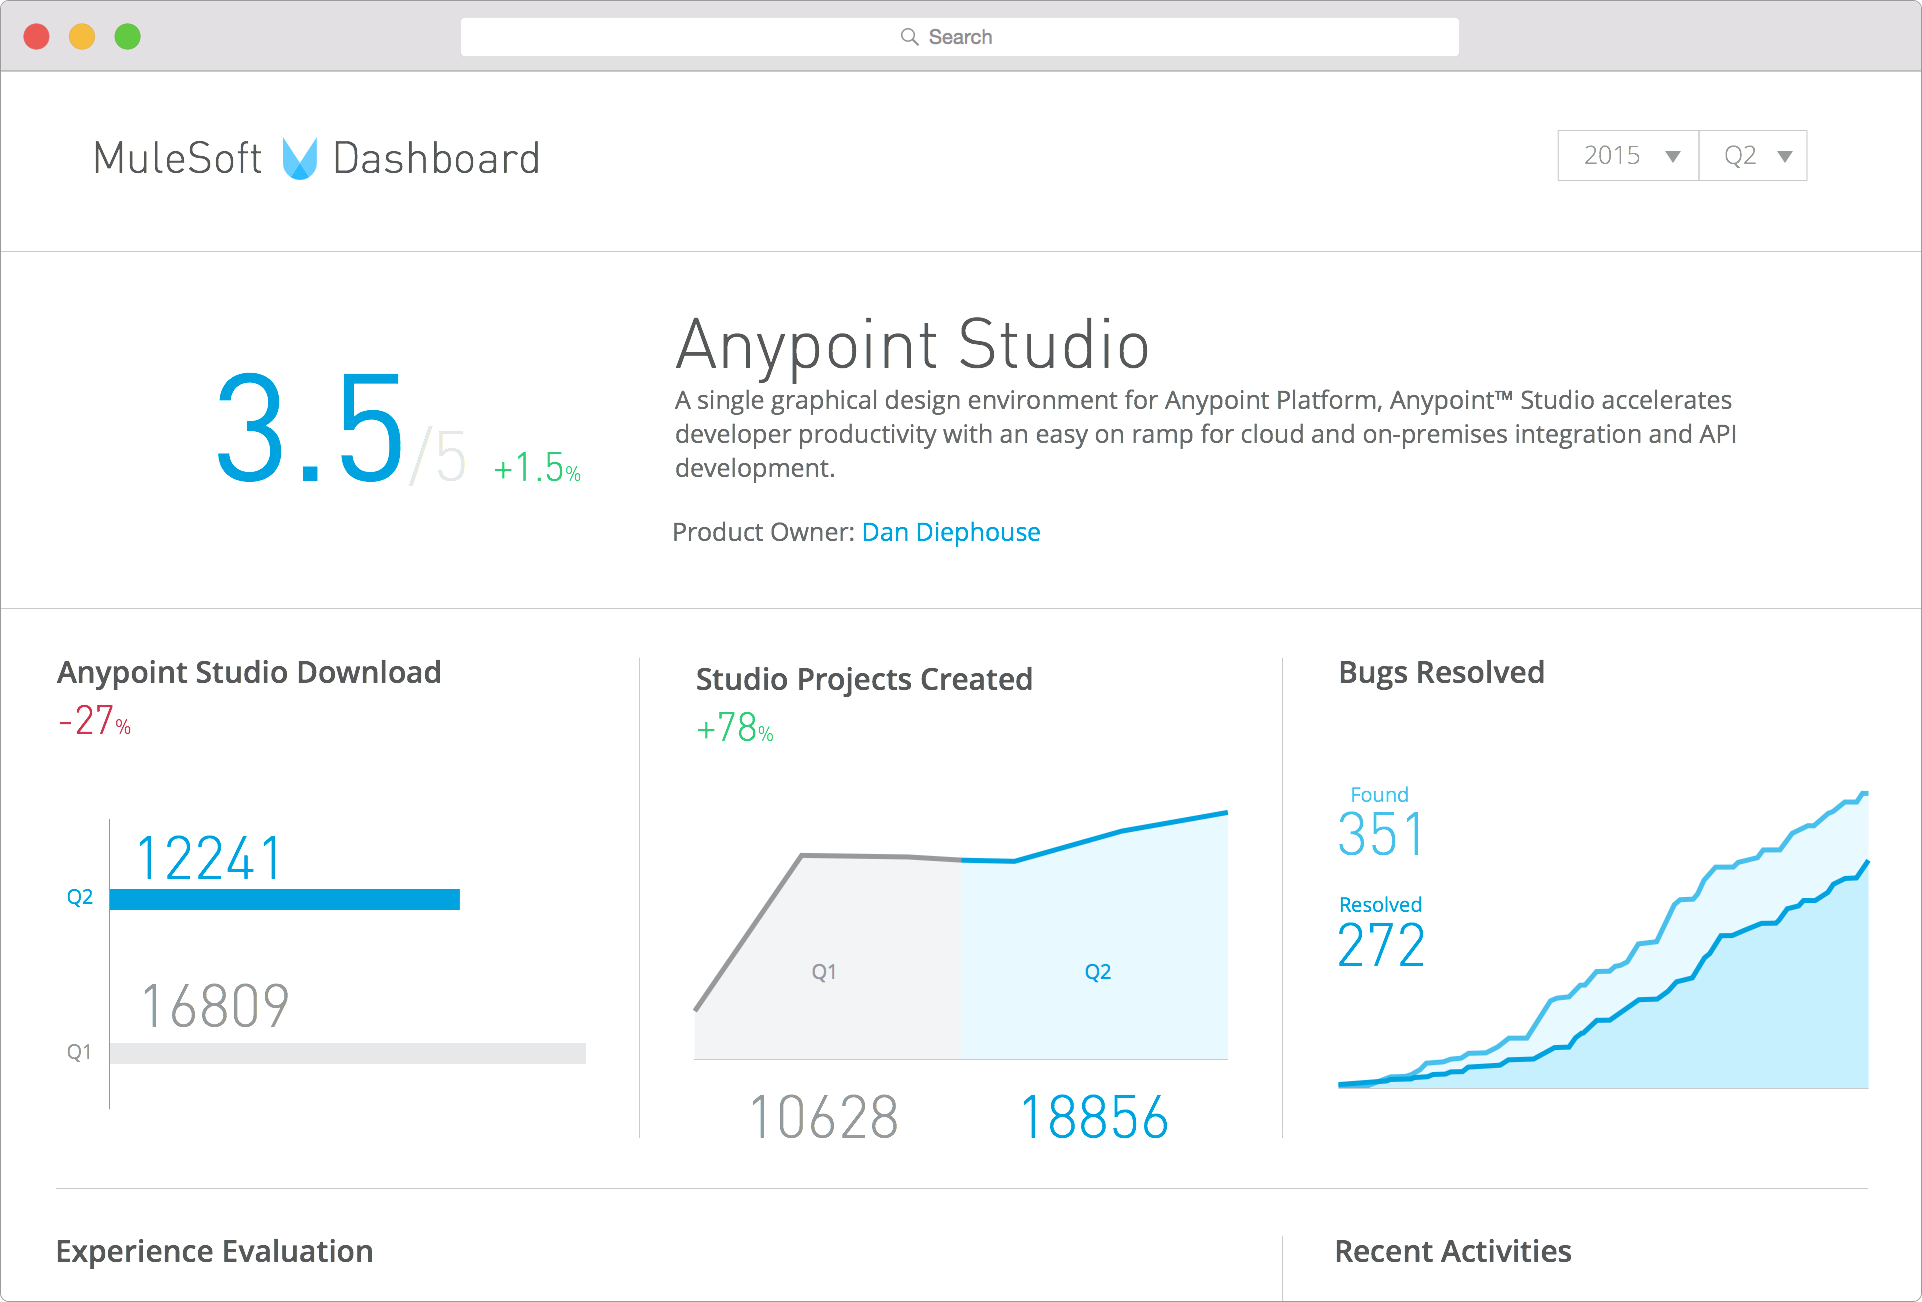 Search
MuleSoft Dashboard
2015
Q2
3.5/5 +1.5%
Anypoint Studio
A single graphical design environment for Anypoint Platform, Anypoint™ Studio accelerates
developer productivity with an easy on ramp for cloud and on-premises integration and API
development.
Product Owner: Dan Diephouse
Anypoint Studio Download
-27%
12241
Q2
16809
Q1
Studio Projects Created
+78%
Q1
Q2
10628
18856
Bugs Resolved
Found
351
Resolved
272
Experience Evaluation
Recent Activities